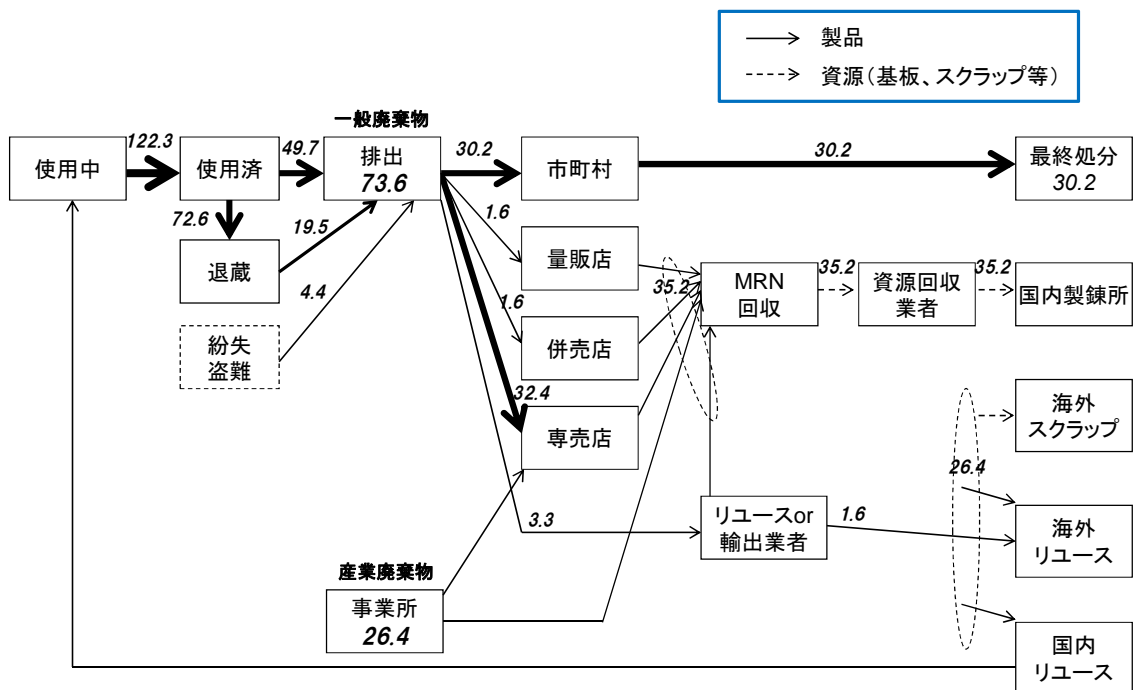 製品
資源(基板、スクラップ等)
一般廃棄物
122.3
49.7
30.2
30.2
使用中
使用済
排出
73.6
市町村
最終処分
30.2
72.6
19.5
1.6
退蔵
量販店
4.4
35.2
MRN
回収
35.2
資源回収
業者
35.2
国内製錬所
1.6
紛失
盗難
併売店
32.4
専売店
海外
スクラップ
26.4
3.3
リユースor
輸出業者
1.6
海外
リユース
産業廃棄物
事業所
26.4
国内
リユース